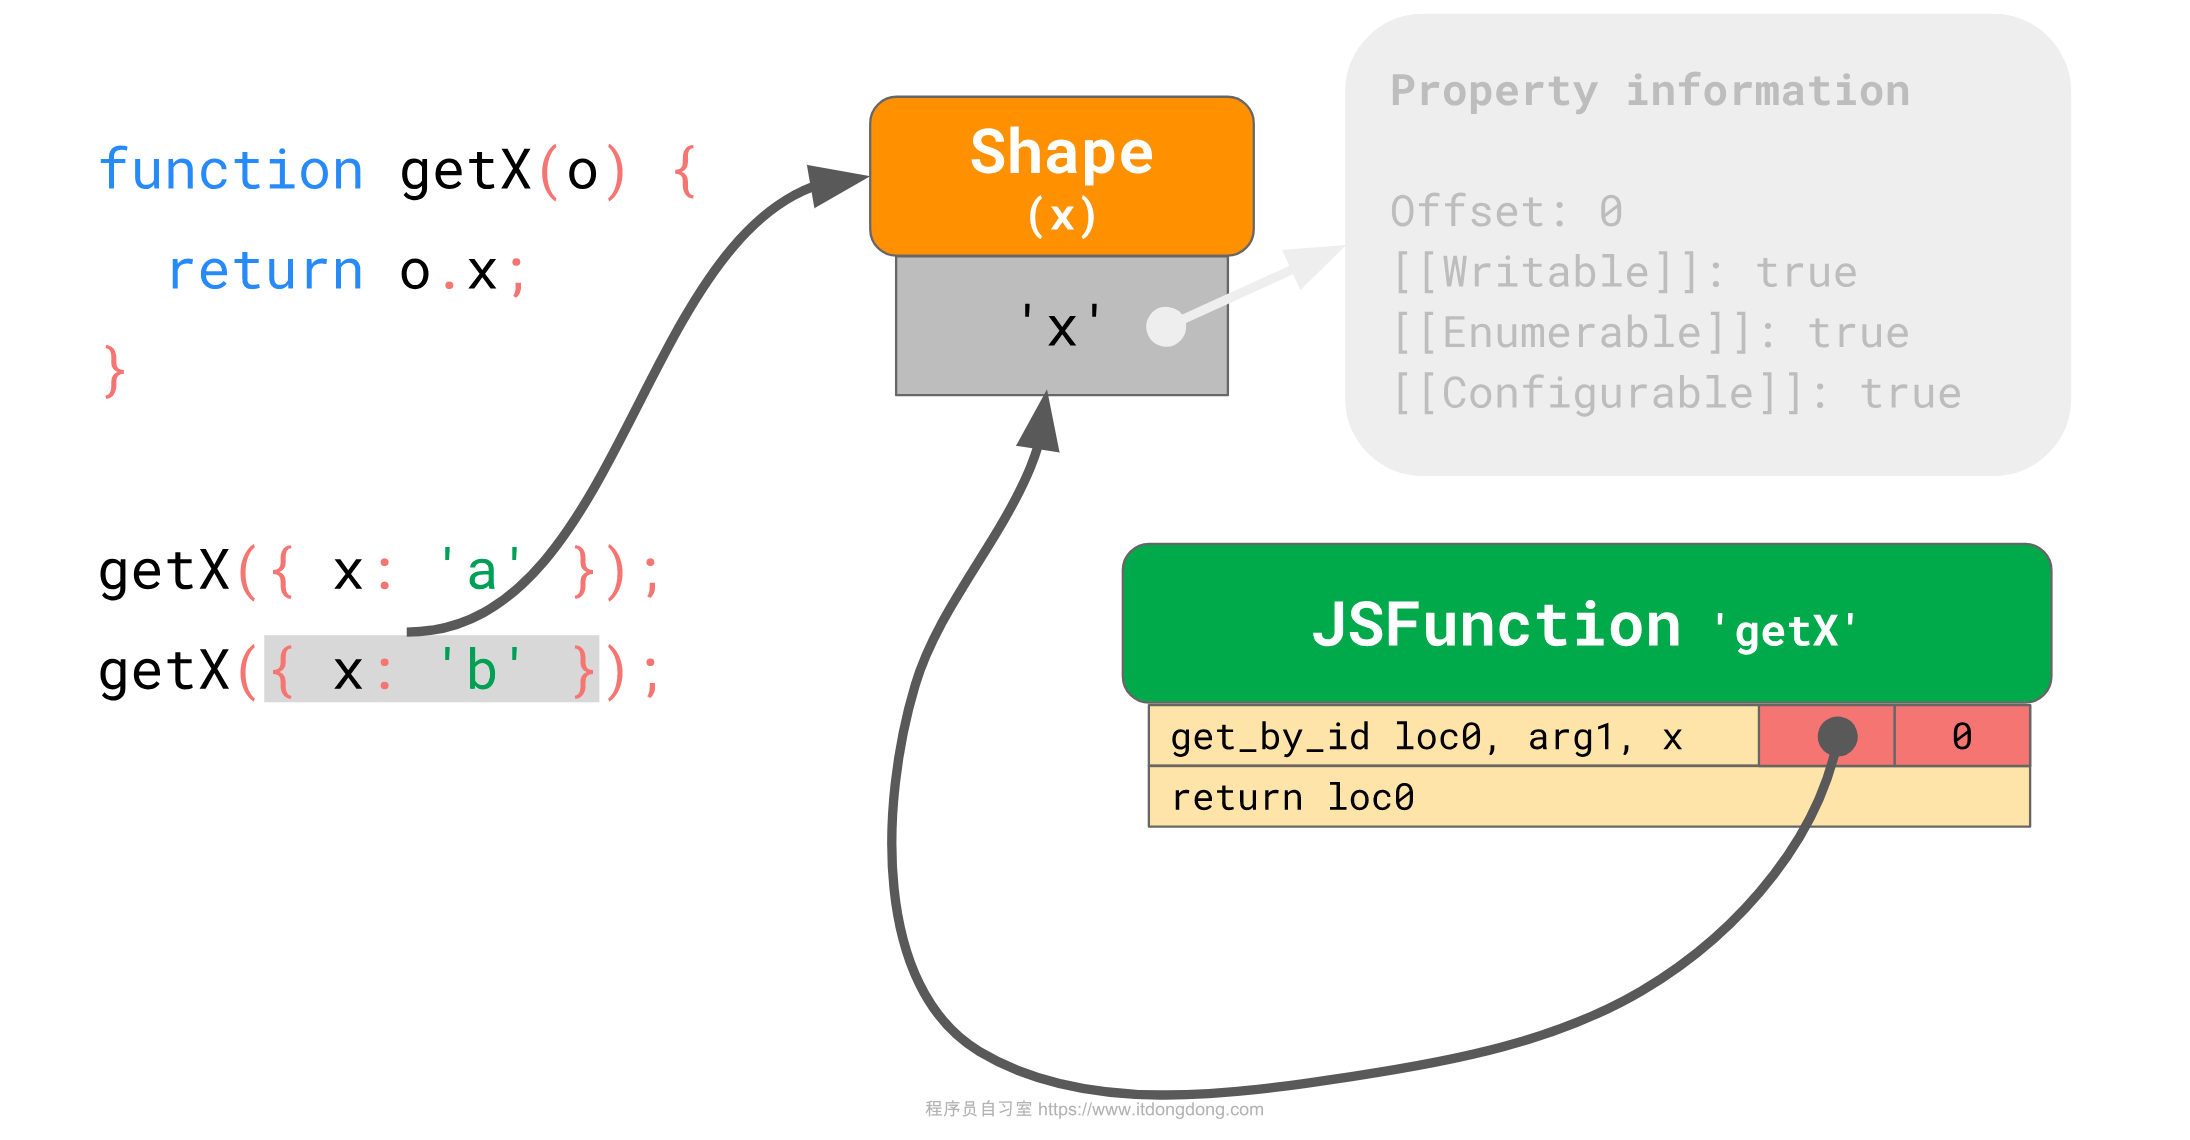 function getX(o) {
  return o.x;
}
getX({ x: 'a' });
getX({ x: 'b' });
Shape
(x)
'x'
Property information
Offset: 0
[[Writable]]: true
[[Enumerable]]: true
[[Configurable]]: true
JSFunction 'getX'
get_by_id loc0, arg1, x 0
return loc0
程序员自习室 https://www.itdongdong.com